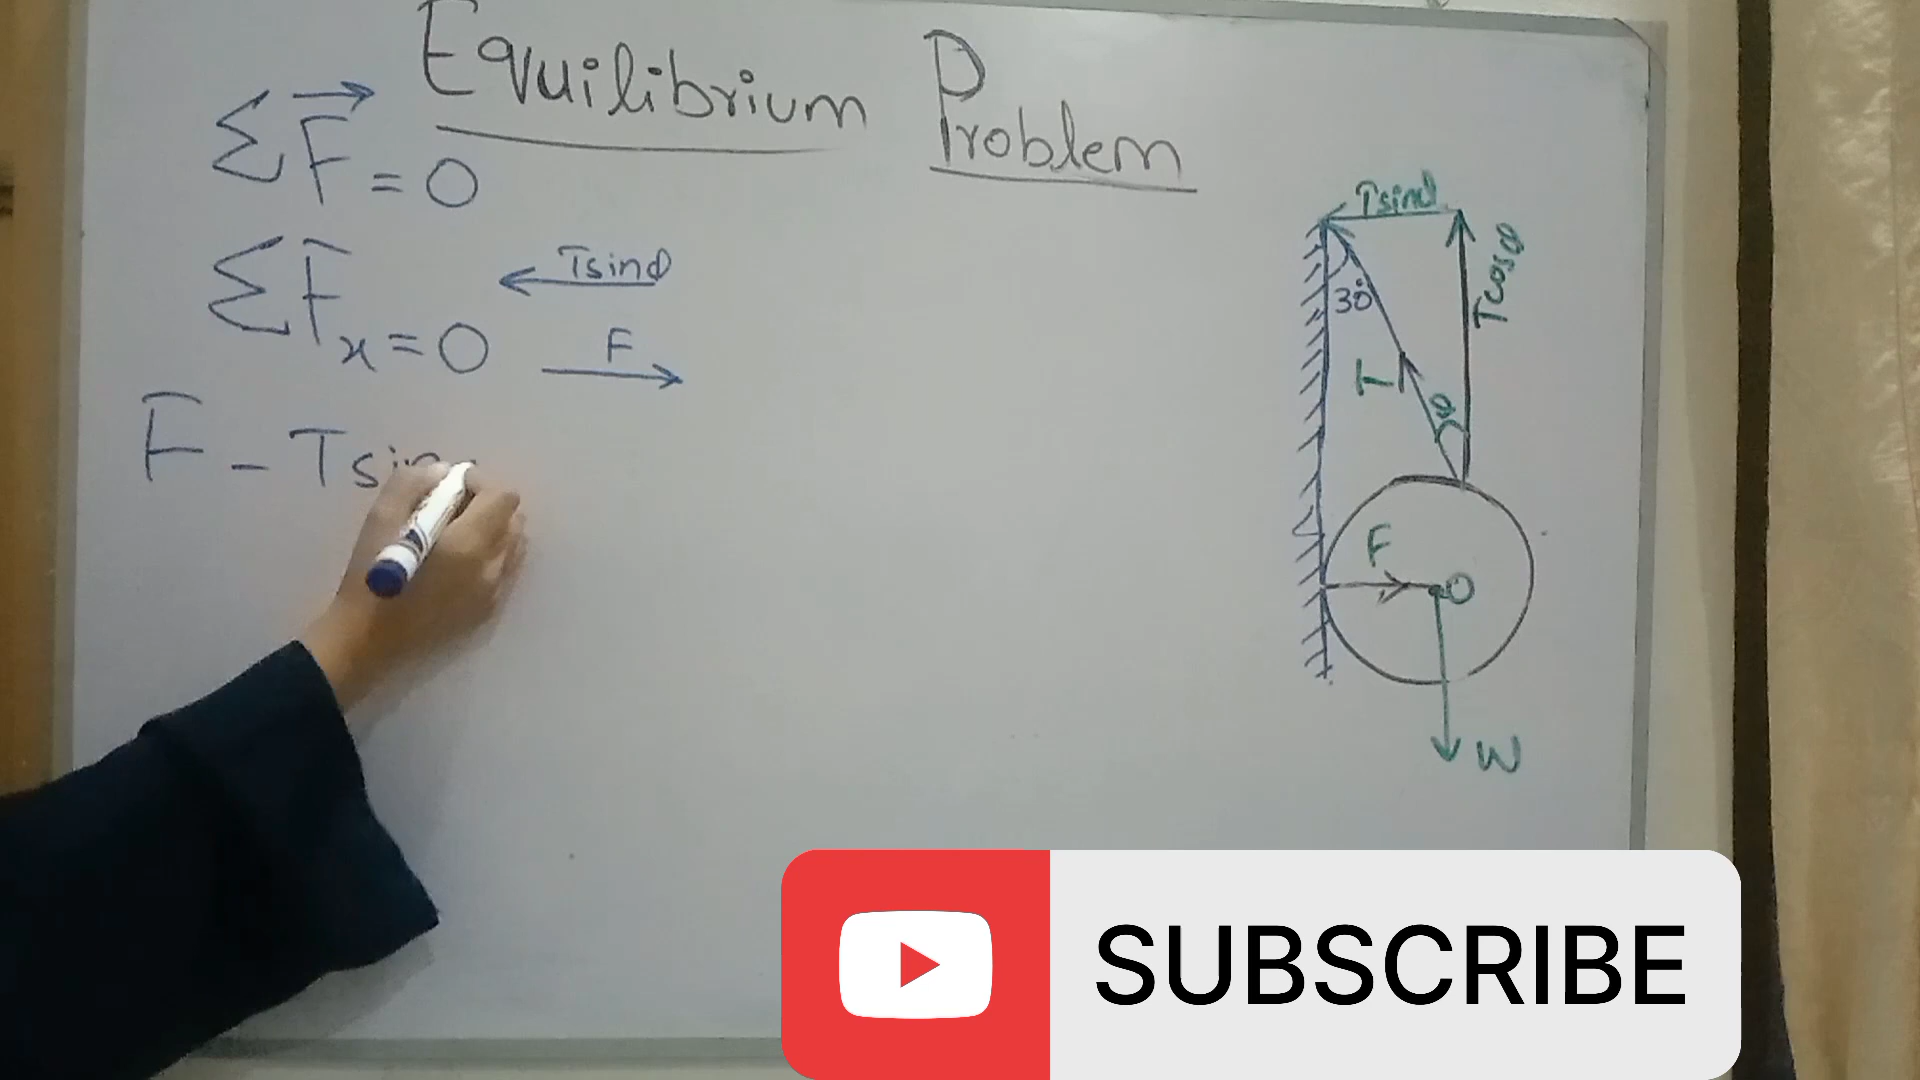 Equilibrium Problem
ΣF = 0
ΣFx = 0
Tsinθ
F
F - Tsin
Tsinθ
Tcosθ
30°
T
θ
F
O
W
SUBSCRIBE